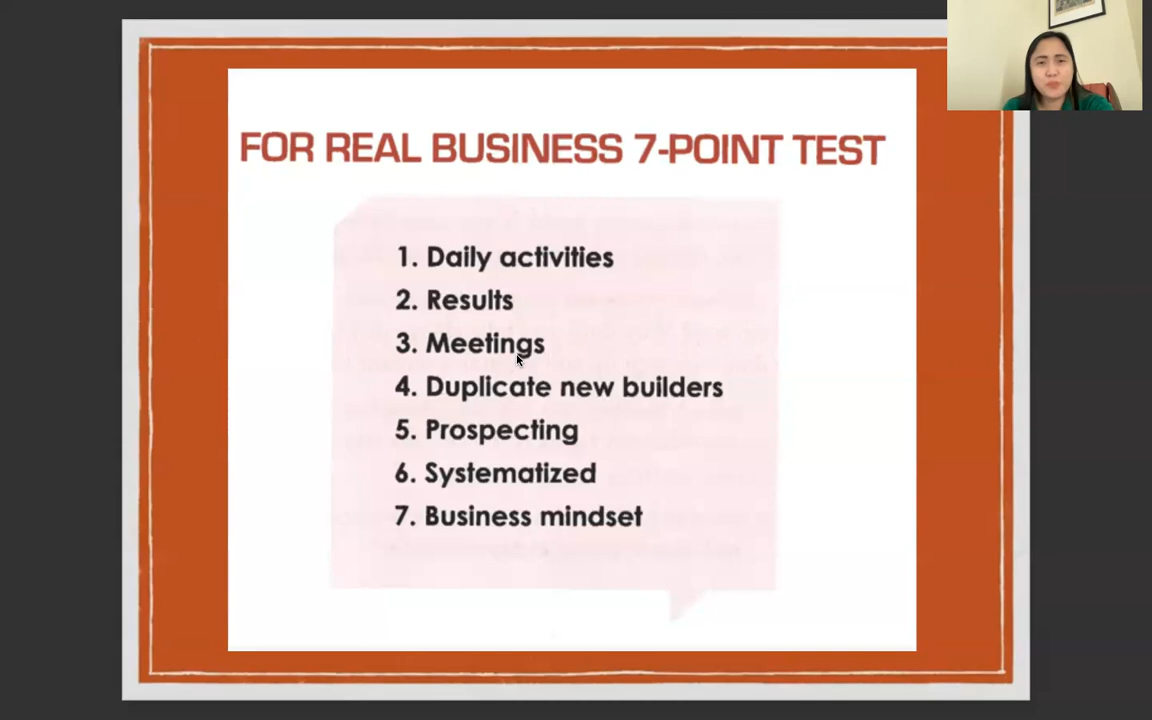 FOR REAL BUSINESS 7-POINT TEST
1. Daily activities
2. Results
3. Meetings
4. Duplicate new builders
5. Prospecting
6. Systematized
7. Business mindset